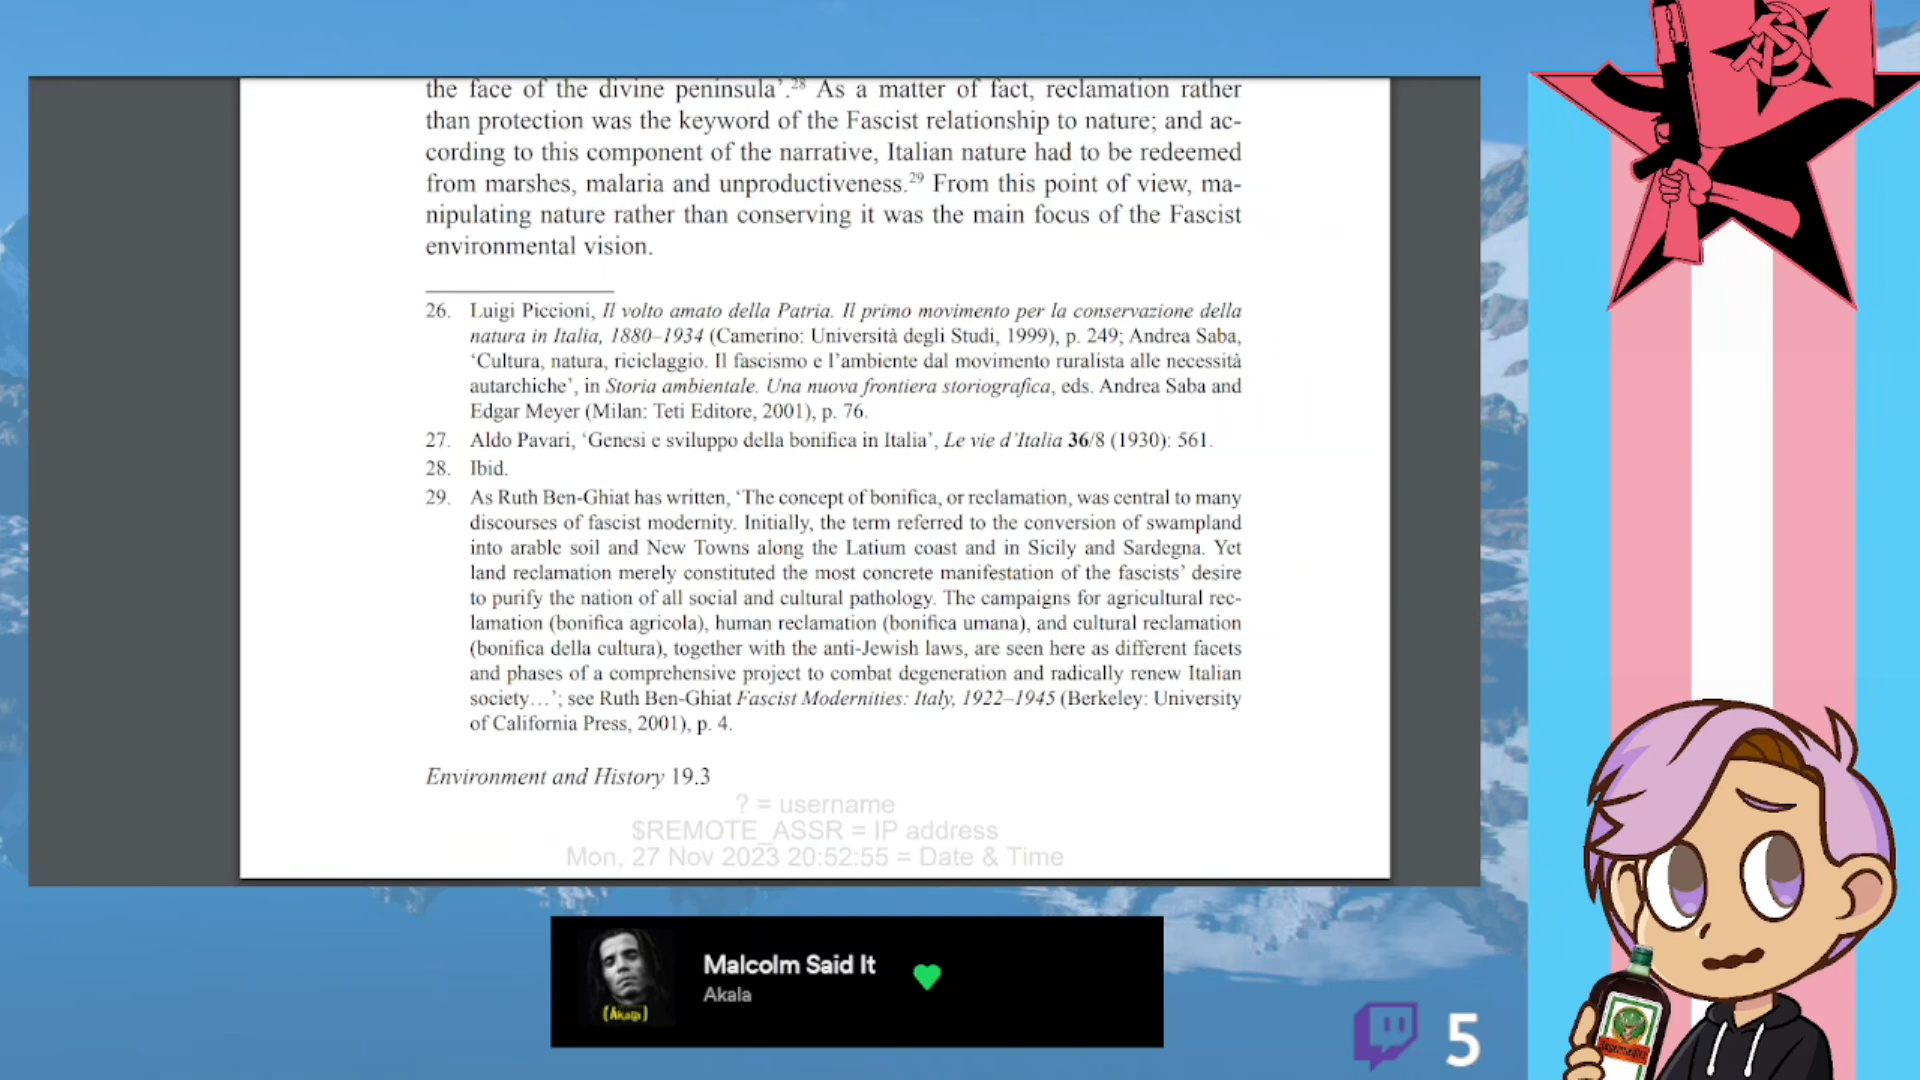 the face of the divine peninsula’.28 As a matter of fact, reclamation rather
than protection was the keyword of the Fascist relationship to nature; and ac-
cording to this component of the narrative, Italian nature had to be redeemed
from marshes, malaria and unproductiveness.29 From this point of view, ma-
nipulating nature rather than conserving it was the main focus of the Fascist
environmental vision.
26. Luigi Piccioni, Il volto amato della Patria. Il primo movimento per la conservazione della
natura in Italia, 1880–1934 (Camerino: Università degli Studi, 1999), p. 249; Andrea Saba,
‘Cultura, natura, riciclaggio. Il fascismo e l’ambiente dal movimento ruralista alle necessità
autarchiche’, in Storia ambientale. Una nuova frontiera storiografica, eds. Andrea Saba and
Edgar Meyer (Milan: Teti Editore, 2001), p. 76.
27. Aldo Pavari, ‘Genesi e sviluppo della bonifica in Italia’, Le vie d’Italia 36/8 (1930): 561.
28. Ibid.
29. As Ruth Ben-Ghiat has written, ‘The concept of bonifica, or reclamation, was central to many
discourses of fascist modernity. Initially, the term referred to the conversion of swampland
into arable soil and New Towns along the Latium coast and in Sicily and Sardegna. Yet
land reclamation merely constituted the most concrete manifestation of the fascists’ desire
to purify the nation of all social and cultural pathology. The campaigns for agricultural rec-
lamation (bonifica agricola), human reclamation (bonifica umana), and cultural reclamation
(bonifica della cultura), together with the anti-Jewish laws, are seen here as different facets
and phases of a comprehensive project to combat degeneration and radically renew Italian
society…’; see Ruth Ben-Ghiat Fascist Modernities: Italy, 1922–1945 (Berkeley: University
of California Press, 2001), p. 4.
Environment and History 19.3
? = username
$REMOTE_ASSR = IP address
Mon, 27 Nov 2023 20:52:55 = Date & Time
Malcolm Said It
Akala
(Akala)
5
Jägermeister